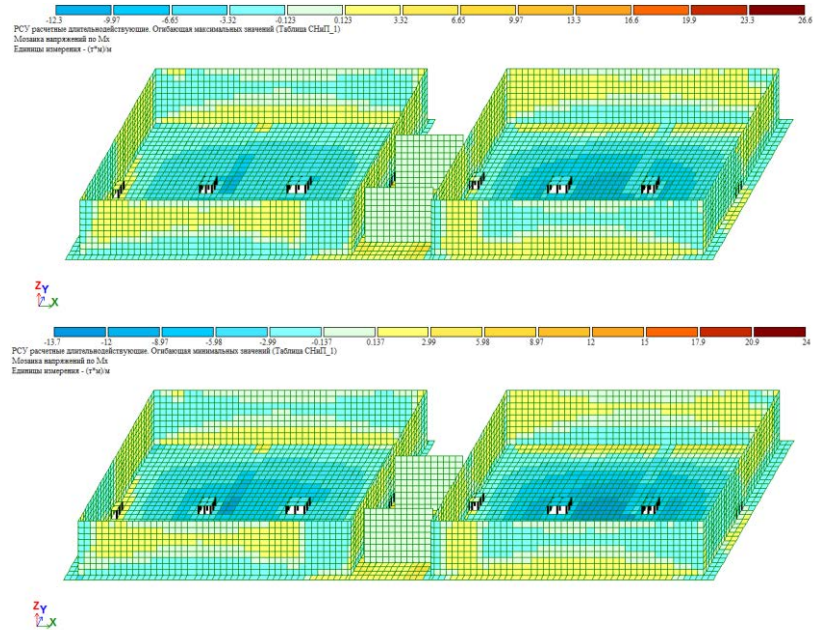 -12.3 -9.97 -6.65 -3.32 -0.123 0.123 3.32 6.65 9.97 13.3 16.6 19.9 23.3 26.6
РСУ расчетные длительнодействующие. Огибающая максимальных значений (Таблица СНиП_1)
Мозаика напряжений по Mx
Единицы измерения - (т*м)/м
Z
Y
X
-13.7 -12 -8.97 -5.98 -2.99 -0.137 0.137 2.99 5.98 8.97 12 15 17.9 20.9 24
РСУ расчетные длительнодействующие. Огибающая минимальных значений (Таблица СНиП_1)
Мозаика напряжений по Mx
Единицы измерения - (т*м)/м
Z
Y
X